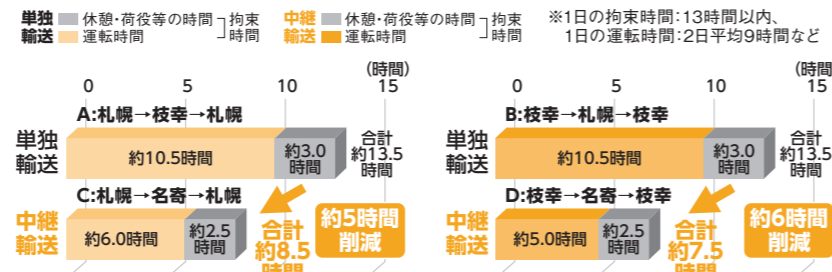 単独輸送 休憩・荷役等の時間 運転時間 拘束時間
中継輸送 休憩・荷役等の時間 運転時間 拘束時間
※1日の拘束時間:13時間以内、
1日の運転時間:2日平均9時間など
0 5 10 15 (時間)
A:札幌→枝幸→札幌
単独輸送 約10.5時間 約3.0時間 合計約13.5時間
C:札幌→名寄→札幌
中継輸送 約6.0時間 約2.5時間 合計約8.5時間
約5時間削減
0 5 10 15 (時間)
B:枝幸→札幌→枝幸
単独輸送 約10.5時間 約3.0時間 合計約13.5時間
D:枝幸→名寄→枝幸
中継輸送 約5.0時間 約2.5時間 合計約7.5時間
約6時間削減